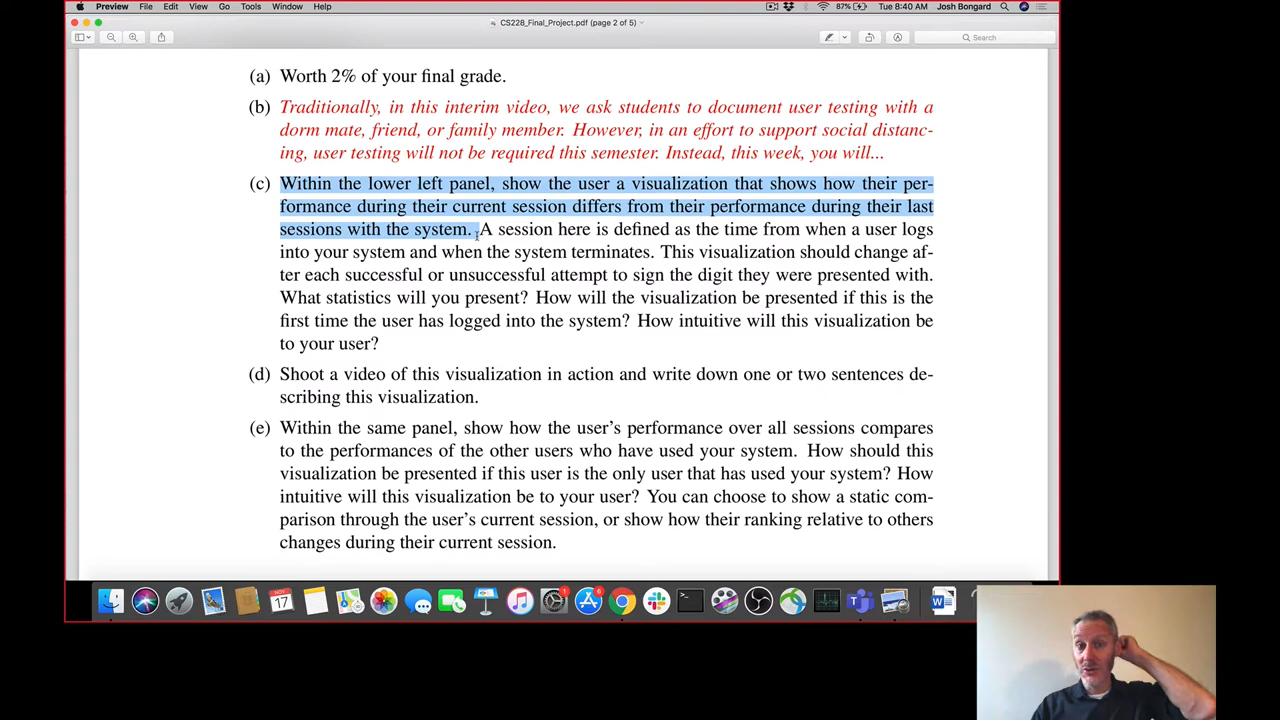 Preview File Edit View Go Tools Window Help 87% Tue 8:40 AM Josh Bongard
CS228_Final_Project.pdf (page 2 of 5)
Search
(a) Worth 2% of your final grade.
(b) Traditionally, in this interim video, we ask students to document user testing with a
dorm mate, friend, or family member. However, in an effort to support social distanc-
ing, user testing will not be required this semester. Instead, this week, you will...
(c) Within the lower left panel, show the user a visualization that shows how their per-
formance during their current session differs from their performance during their last
sessions with the system. A session here is defined as the time from when a user logs
into your system and when the system terminates. This visualization should change af-
ter each successful or unsuccessful attempt to sign the digit they were presented with.
What statistics will you present? How will the visualization be presented if this is the
first time the user has logged into the system? How intuitive will this visualization be
to your user?
(d) Shoot a video of this visualization in action and write down one or two sentences de-
scribing this visualization.
(e) Within the same panel, show how the user's performance over all sessions compares
to the performances of the other users who have used your system. How should this
visualization be presented if this user is the only user that has used your system? How
intuitive will this visualization be to your user? You can choose to show a static com-
parison through the user's current session, or show how their ranking relative to others
changes during their current session.
NOV
17
1
6
W